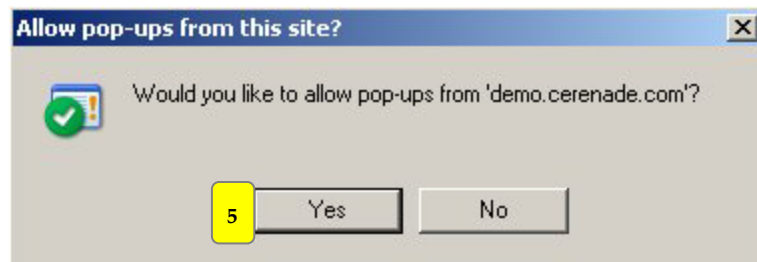 Allow pop-ups from this site?
Would you like to allow pop-ups from 'demo.cerenade.com'?
5 Yes No